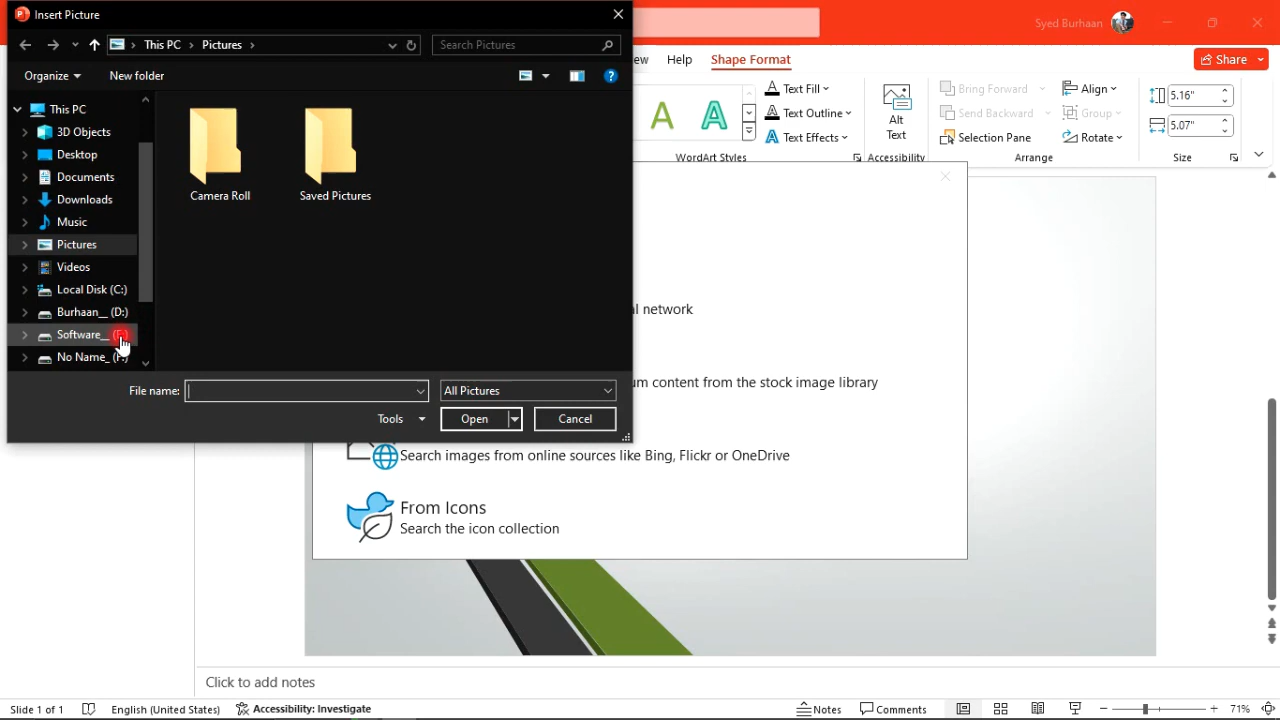 Insert Picture
Syed Burhaan
This PC > Pictures >
Search Pictures
Help
Shape Format
Share
Organize
New folder
This PC
3D Objects
Desktop
Documents
Downloads
Music
Pictures
Videos
Local Disk (C:)
Burhaan__ (D:)
Software__
No Name_
Camera Roll
Saved Pictures
File name:
All Pictures
Tools
Open
Cancel
A
A
Text Fill
Text Outline
Text Effects
WordArt Styles
Alt
Text
Accessibility
Bring Forward
Send Backward
Selection Pane
Align
Group
Rotate
Arrange
5.16"
5.07"
Size
al network
um content from the stock image library
Search images from online sources like Bing, Flickr or OneDrive
From Icons
Search the icon collection
Click to add notes
Slide 1 of 1
English (United States)
Accessibility: Investigate
Notes
Comments
71%